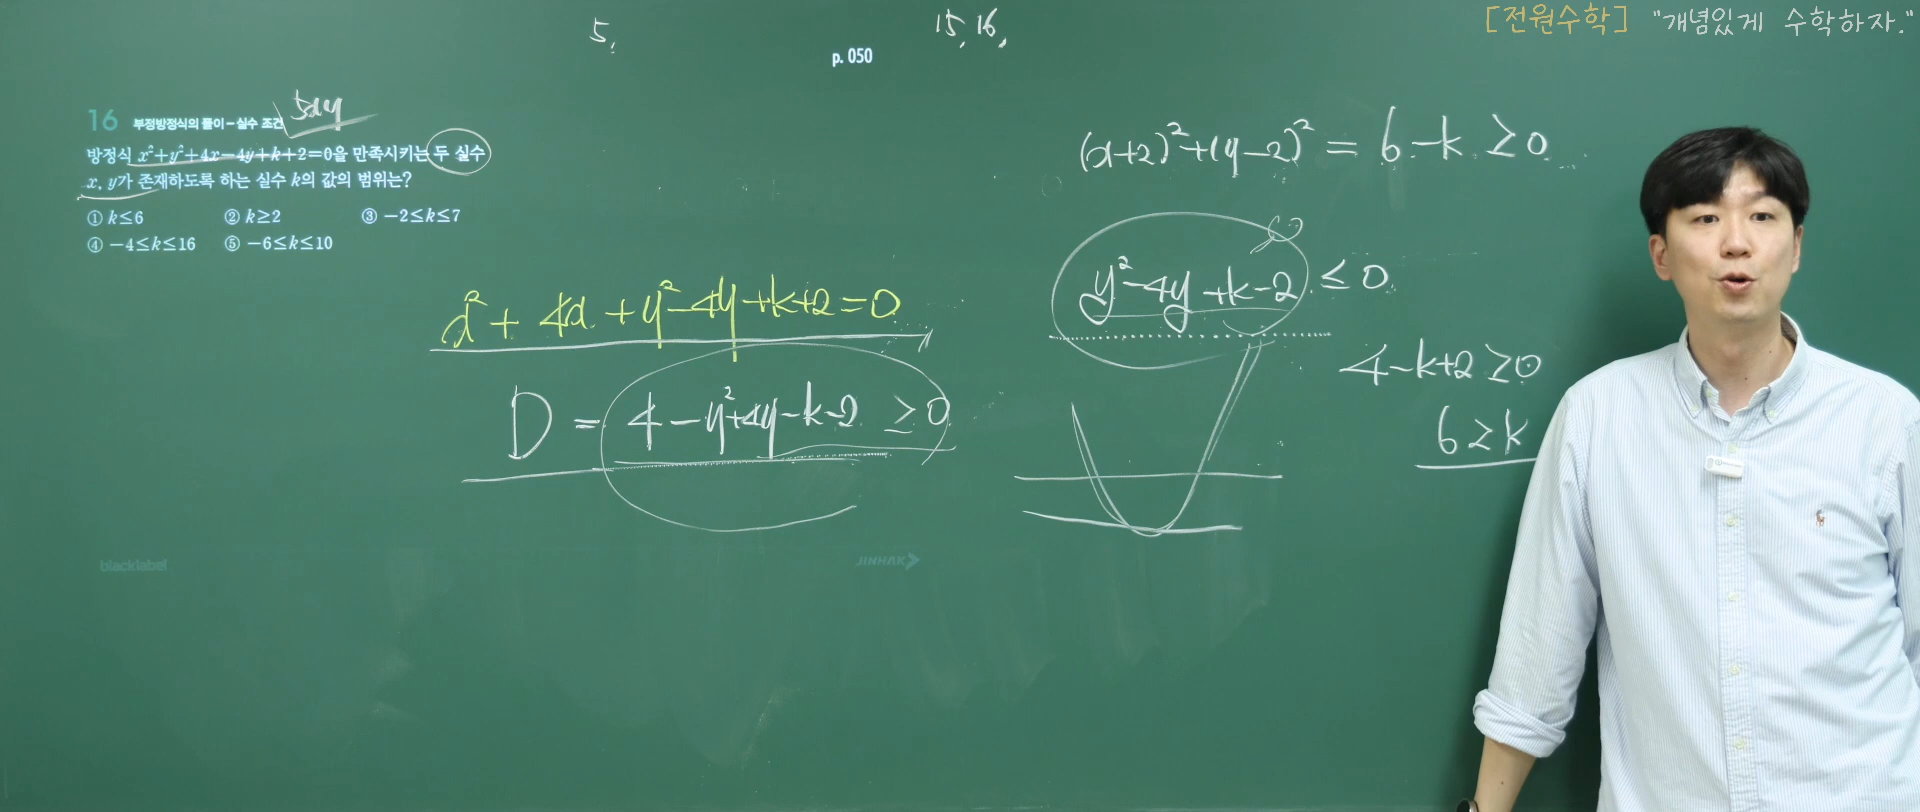 5.
15, 16.
[전원수학] "개념있게 수학하자."
p. 050
16 부정방정식의 풀이 – 실수 조건
방정식 x²+y²+4x-4y+k+2=0을 만족시키는 두 실수
x, y가 존재하도록 하는 실수 k의 값의 범위는?
① k≤6 ② k≥2 ③ -2≤k≤7
④ -4≤k≤16 ⑤ -6≤k≤10
x²+4x+y²-4y+k+2=0
D = 4-y²+4y-k-2 ≥0
(x+2)²+(y-2)² = 6-k ≥0
y²-4y+k-2 ≤0
4-k+2≥0
6≥k
blacklabel
JINHAK